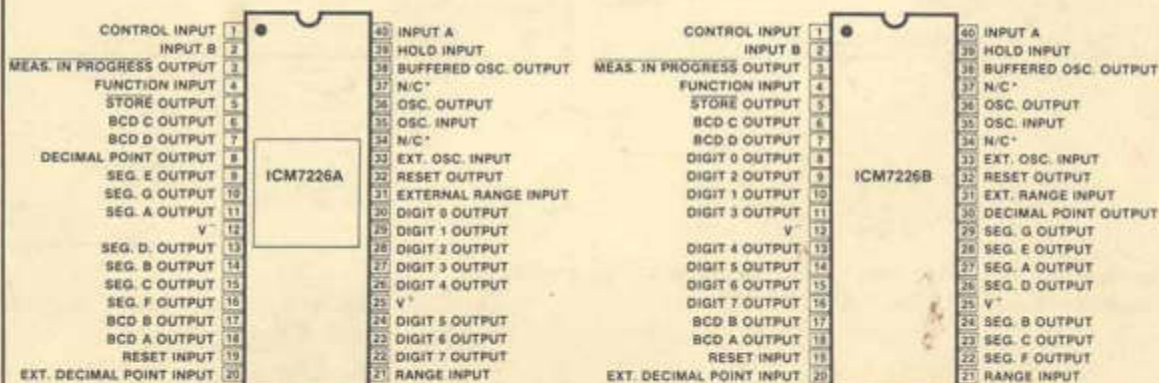 CONTROL INPUT 1
INPUT B 2
MEAS. IN PROGRESS OUTPUT 3
FUNCTION INPUT 4
STORE OUTPUT 5
BCD C OUTPUT 6
BCD D OUTPUT 7
DECIMAL POINT OUTPUT 8
SEG. E OUTPUT 9
SEG. G OUTPUT 10
SEG. A OUTPUT 11
V⁻ 12
SEG. D. OUTPUT 13
SEG. B OUTPUT 14
SEG. C OUTPUT 15
SEG. F OUTPUT 16
BCD B OUTPUT 17
BCD A OUTPUT 18
RESET INPUT 19
EXT. DECIMAL POINT INPUT 20
ICM7226A
40 INPUT A
39 HOLD INPUT
38 BUFFERED OSC. OUTPUT
37 N/C*
36 OSC. OUTPUT
35 OSC. INPUT
34 N/C*
33 EXT. OSC. INPUT
32 RESET OUTPUT
31 EXTERNAL RANGE INPUT
30 DIGIT 0 OUTPUT
29 DIGIT 1 OUTPUT
28 DIGIT 2 OUTPUT
27 DIGIT 3 OUTPUT
26 DIGIT 4 OUTPUT
25 V⁺
24 DIGIT 5 OUTPUT
23 DIGIT 6 OUTPUT
22 DIGIT 7 OUTPUT
21 RANGE INPUT
CONTROL INPUT 1
INPUT B 2
MEAS. IN PROGRESS OUTPUT 3
FUNCTION INPUT 4
STORE OUTPUT 5
BCD C OUTPUT 6
BCD D OUTPUT 7
DIGIT 0 OUTPUT 8
DIGIT 2 OUTPUT 9
DIGIT 1 OUTPUT 10
DIGIT 3 OUTPUT 11
V⁻ 12
DIGIT 4 OUTPUT 13
DIGIT 5 OUTPUT 14
DIGIT 6 OUTPUT 15
DIGIT 7 OUTPUT 16
BCD B OUTPUT 17
BCD A OUTPUT 18
RESET INPUT 19
EXT. DECIMAL POINT INPUT 20
ICM7226B
40 INPUT A
39 HOLD INPUT
38 BUFFERED OSC. OUTPUT
37 N/C*
36 OSC. OUTPUT
35 OSC. INPUT
34 N/C*
33 EXT. OSC. INPUT
32 RESET OUTPUT
31 EXT. RANGE INPUT
30 DECIMAL POINT OUTPUT
29 SEG. G OUTPUT
28 SEG. E OUTPUT
27 SEG. A OUTPUT
26 SEG. D OUTPUT
25 V⁺
24 SEG. B OUTPUT
23 SEG. C OUTPUT
22 SEG. F OUTPUT
21 RANGE INPUT